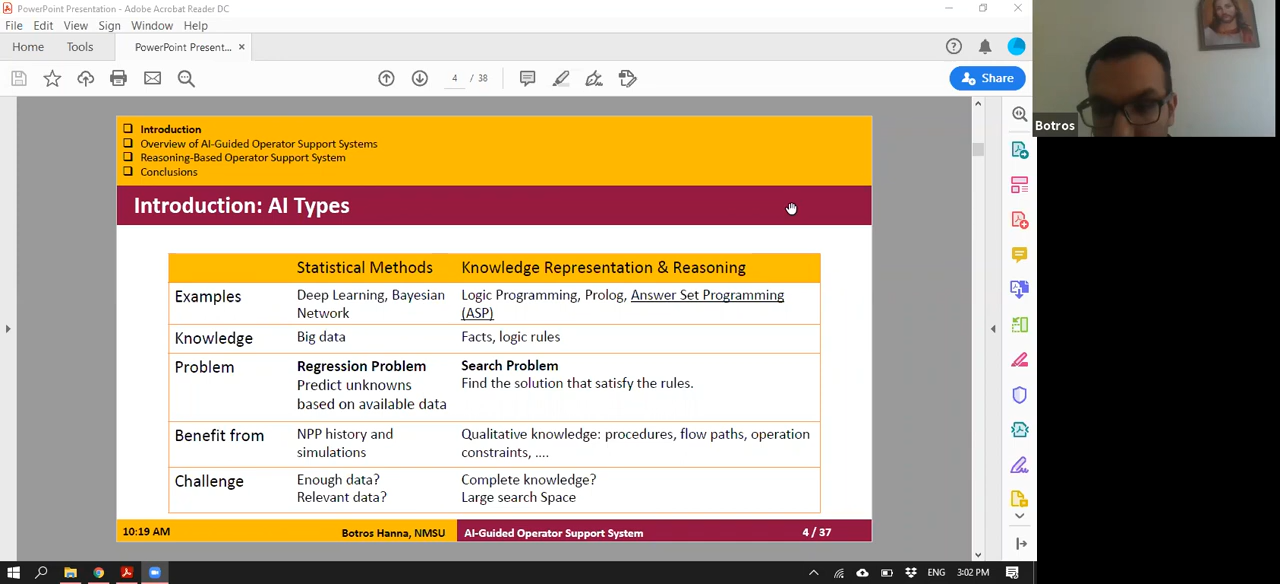 PowerPoint Presentation - Adobe Acrobat Reader DC
File Edit View Sign Window Help
Home Tools PowerPoint Present... ×
4 / 38
Share
Introduction
Overview of AI-Guided Operator Support Systems
Reasoning-Based Operator Support System
Conclusions
Introduction: AI Types
Statistical Methods Knowledge Representation & Reasoning
Examples Deep Learning, Bayesian Network Logic Programming, Prolog, Answer Set Programming (ASP)
Knowledge Big data Facts, logic rules
Problem Regression Problem Predict unknowns based on available data Search Problem Find the solution that satisfy the rules.
Benefit from NPP history and simulations Qualitative knowledge: procedures, flow paths, operation constraints, ....
Challenge Enough data? Relevant data? Complete knowledge? Large search Space
10:19 AM Botros Hanna, NMSU AI-Guided Operator Support System 4 / 37
Botros
ENG 3:02 PM